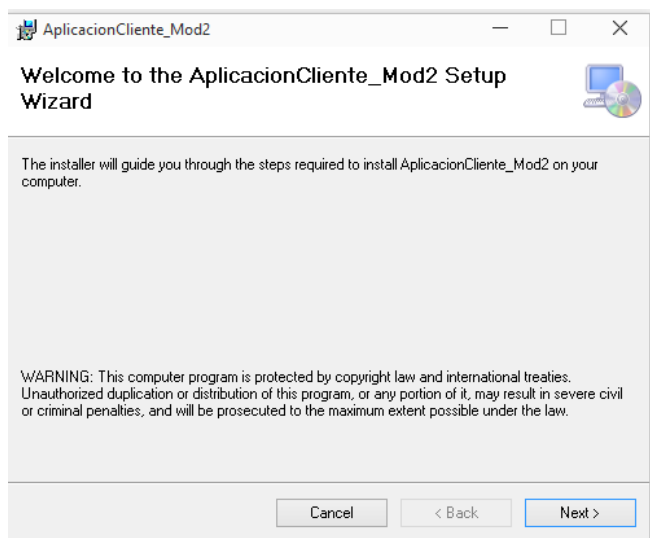 AplicacionCliente_Mod2
Welcome to the AplicacionCliente_Mod2 Setup
Wizard
The installer will guide you through the steps required to install AplicacionCliente_Mod2 on your
computer.
WARNING: This computer program is protected by copyright law and international treaties.
Unauthorized duplication or distribution of this program, or any portion of it, may result in severe civil
or criminal penalties, and will be prosecuted to the maximum extent possible under the law.
Cancel
< Back
Next >